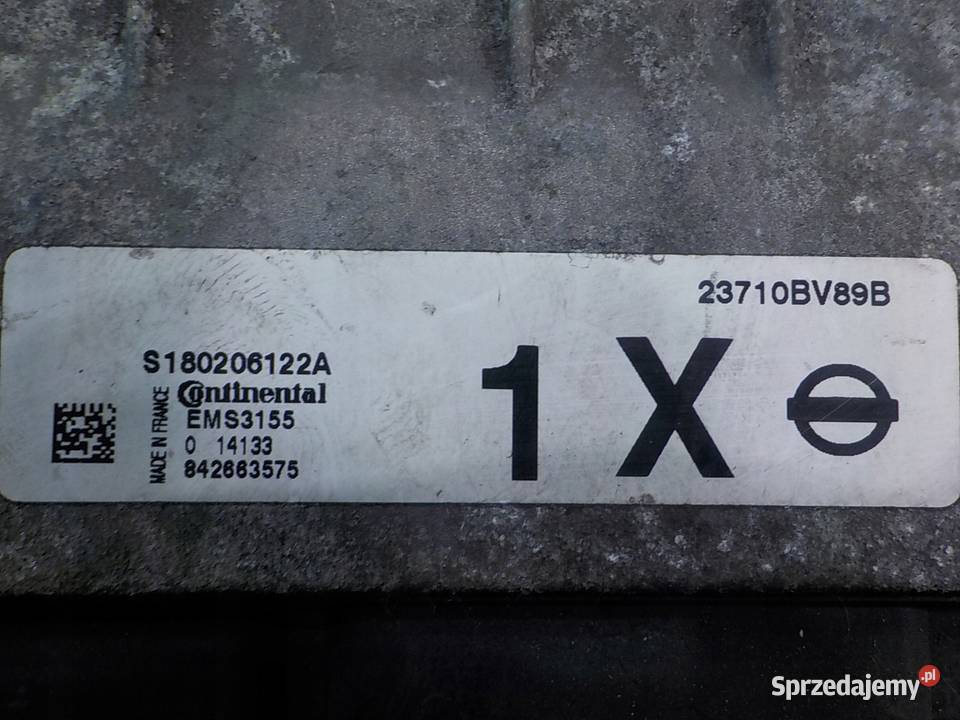 23710BV89B
S180206122A
Continental
MADE IN FRANCE
EMS3155
0 14133
842663575
1X
Sprzedajemy.pl